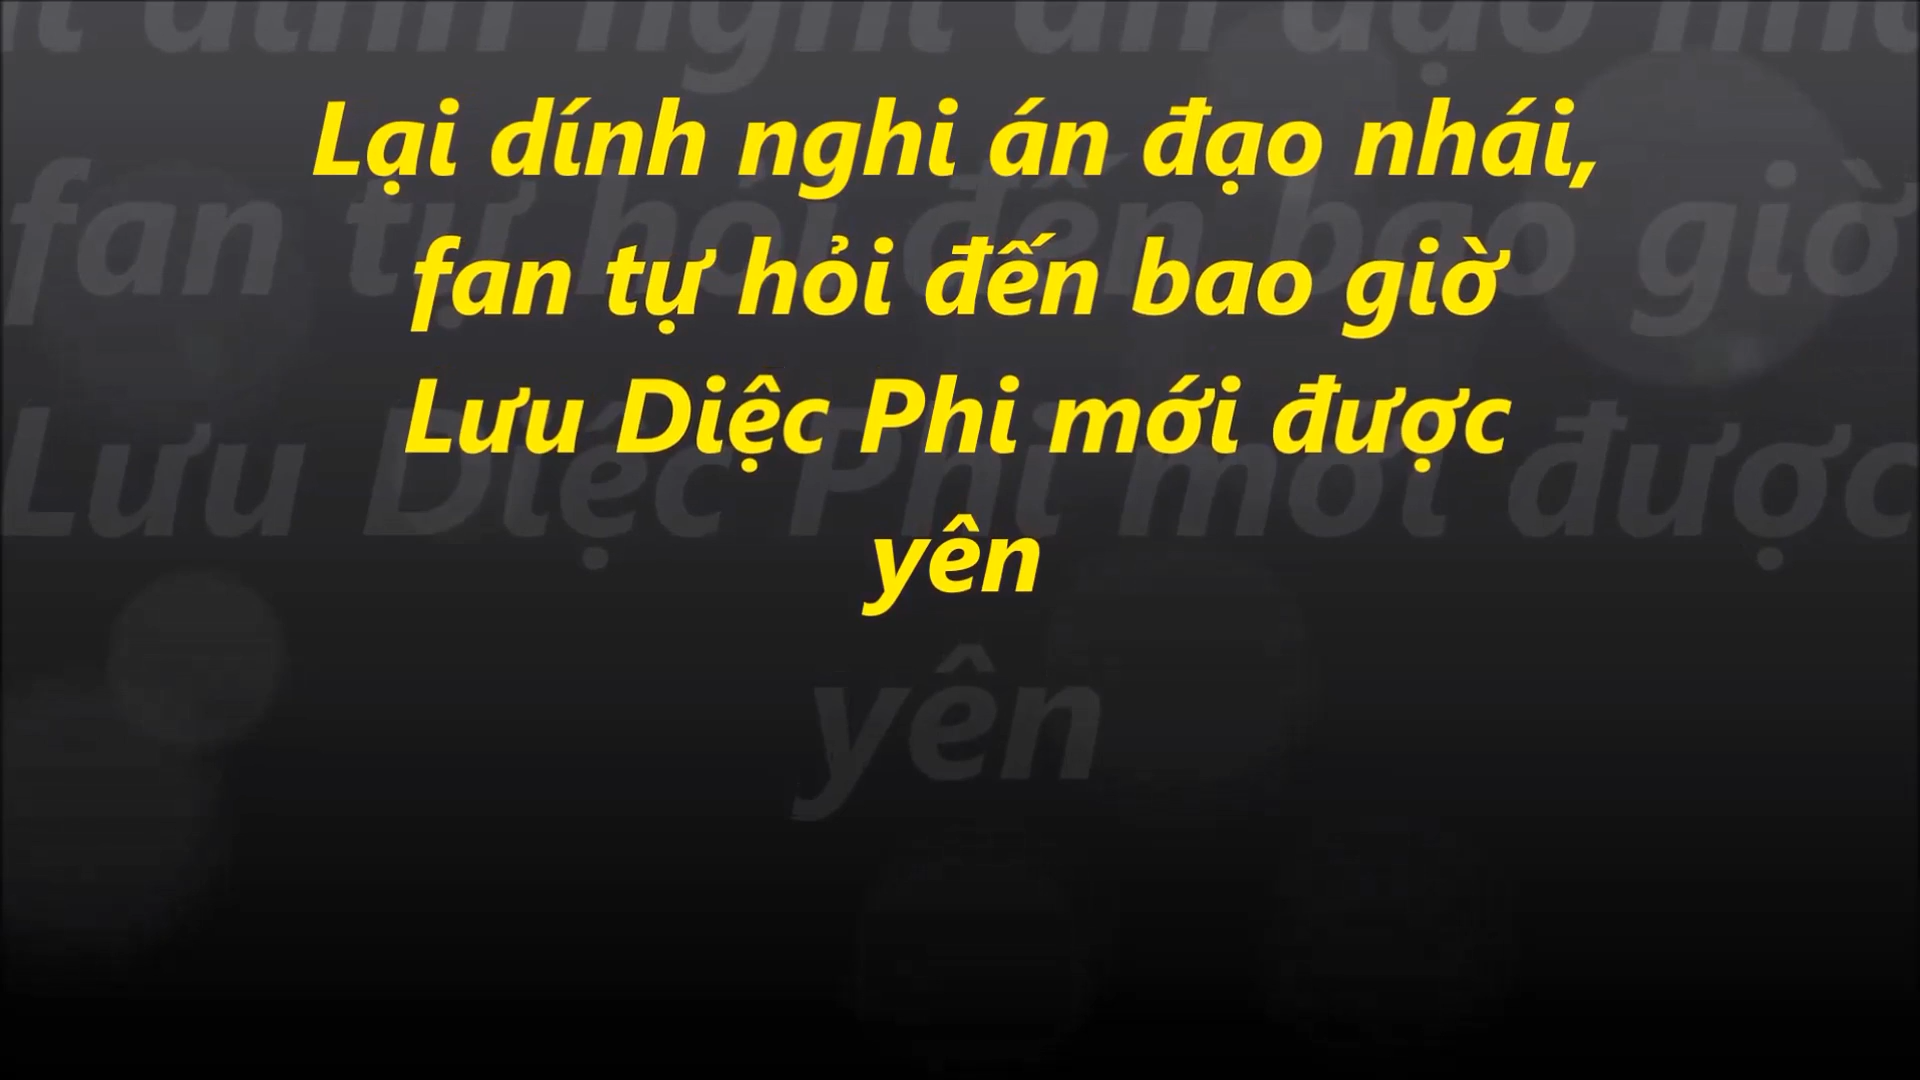 Lại dính nghi án đạo nhái,
fan tự hỏi đến bao giờ
Lưu Diệc Phi mới được
yên